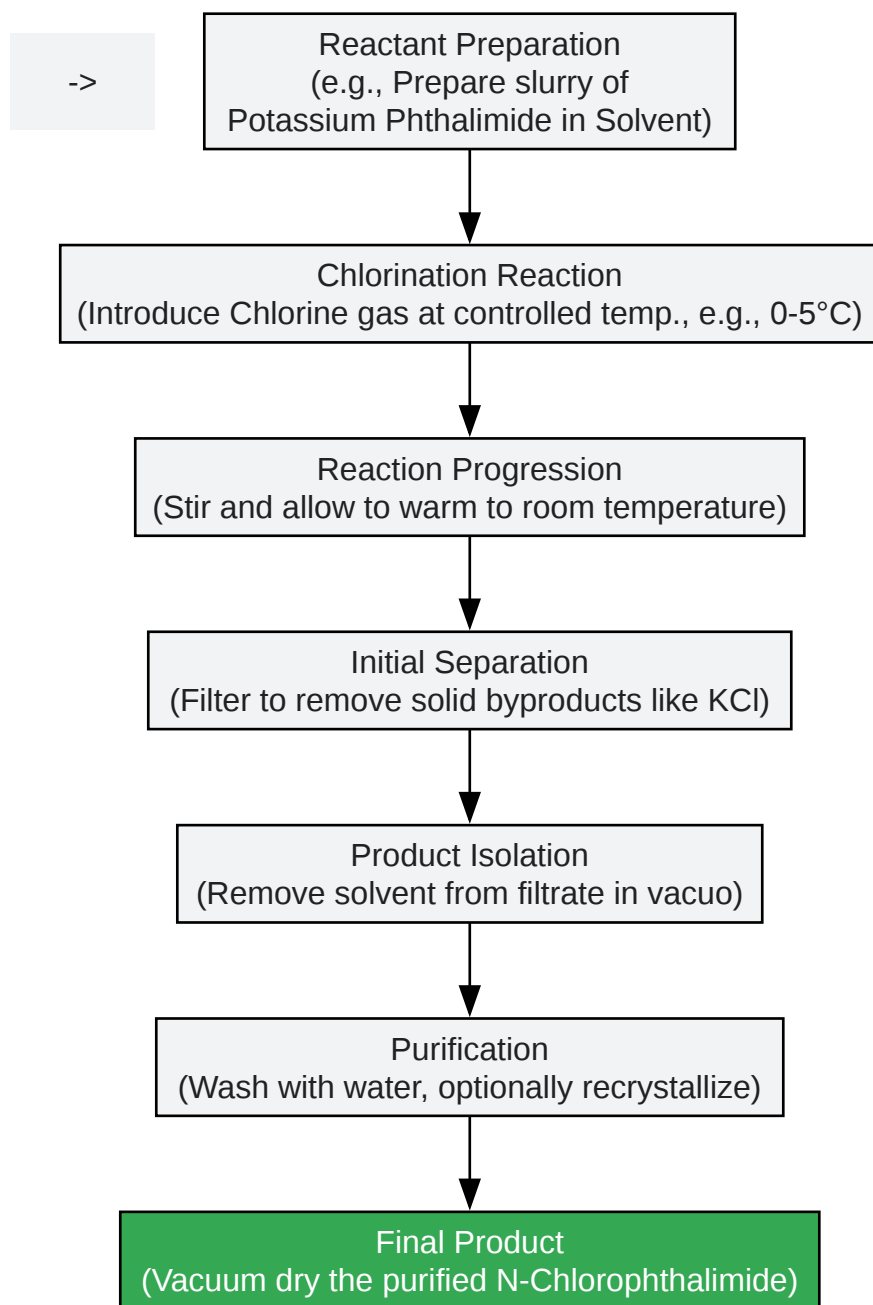 ->
Reactant Preparation
(e.g., Prepare slurry of
Potassium Phthalimide in Solvent)
Chlorination Reaction
(Introduce Chlorine gas at controlled temp., e.g., 0-5°C)
Reaction Progression
(Stir and allow to warm to room temperature)
Initial Separation
(Filter to remove solid byproducts like KCl)
Product Isolation
(Remove solvent from filtrate in vacuo)
Purification
(Wash with water, optionally recrystallize)
Final Product
(Vacuum dry the purified N-Chlorophthalimide)